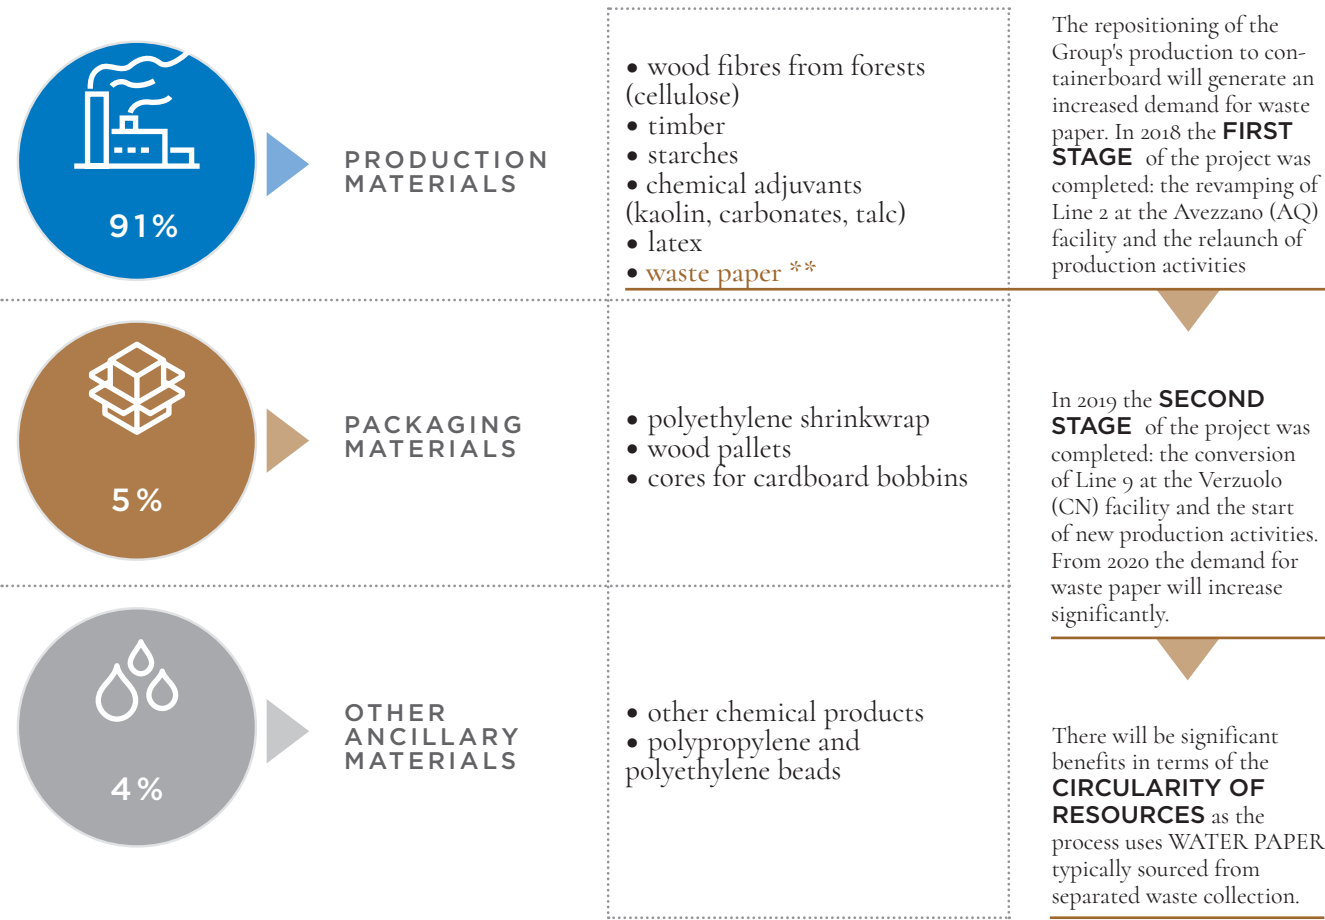 91%
PRODUCTION
MATERIALS
• wood fibres from forests
(cellulose)
• timber
• starches
• chemical adjuvants
(kaolin, carbonates, talc)
• latex
• waste paper **
The repositioning of the
Group's production to con-
tainerboard will generate an
increased demand for waste
paper. In 2018 the FIRST
STAGE of the project was
completed: the revamping of
Line 2 at the Avezzano (AQ)
facility and the relaunch of
production activities
5%
PACKAGING
MATERIALS
• polyethylene shrinkwrap
• wood pallets
• cores for cardboard bobbins
In 2019 the SECOND
STAGE of the project was
completed: the conversion
of Line 9 at the Verzuolo
(CN) facility and the start
of new production activities.
From 2020 the demand for
waste paper will increase
significantly.
4%
OTHER
ANCILLARY
MATERIALS
• other chemical products
• polypropylene and
polyethylene beads
There will be significant
benefits in terms of the
CIRCULARITY OF
RESOURCES as the
process uses WATER PAPER
typically sourced from
separated waste collection.